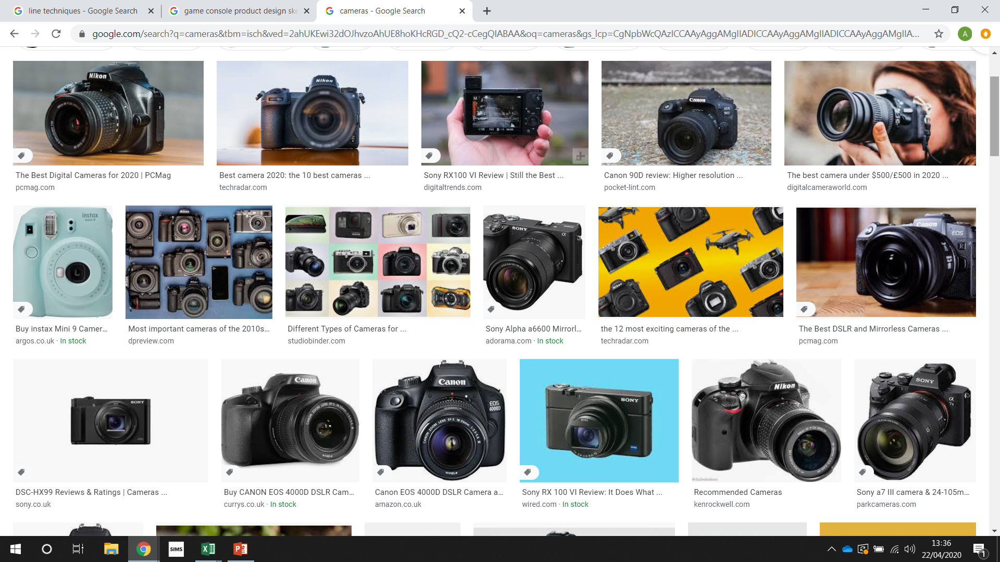 line techniques - Google Search
game console product design ske
cameras - Google Search
google.com/search?q=cameras&tbm=isch&ved=2ahUKEwi32dOJhvzoAhUE8hoKHcRGD_cQ2-cCegQIABAA&oq=cameras&gs_lcp=CgNpbWcQAzICCAAyAggAMgIIADICCAAyAggAMgIIADICCAAyAggAMgIIA...
A
Nikon
Nikon
M
Canon
EOS
90D
The Best Digital Cameras for 2020 | PCMag
pcmag.com
Best camera 2020: the 10 best cameras ...
techradar.com
Sony RX100 VI Review | Still the Best ...
digitaltrends.com
Canon 90D review: Higher resolution ...
pocket-lint.com
The best camera under $500/£500 in 2020 ...
digitalcameraworld.com
instax
mini 9
SONY
α
Canon
EOS
R
Buy instax Mini 9 Camer...
argos.co.uk · In stock
Most important cameras of the 2010s...
dpreview.com
Different Types of Cameras for ...
studiobinder.com
Sony Alpha a6600 Mirrorl...
adorama.com · In stock
the 12 most exciting cameras of the ...
techradar.com
The Best DSLR and Mirrorless Cameras ...
pcmag.com
SONY
Canon
Canon
EOS
4000D
SONY
Nikon
SONY
α
DSC-HX99 Reviews & Ratings | Cameras ...
sony.co.uk
Buy CANON EOS 4000D DSLR Cam...
currys.co.uk · In stock
Canon EOS 4000D DSLR Camera a...
amazon.co.uk
Sony RX 100 VI Review: It Does What ...
wired.com · In stock
Recommended Cameras
kenrockwell.com
Sony a7 III camera & 24-105m...
parkcameras.com
SIMS
13:36
22/04/2020
1